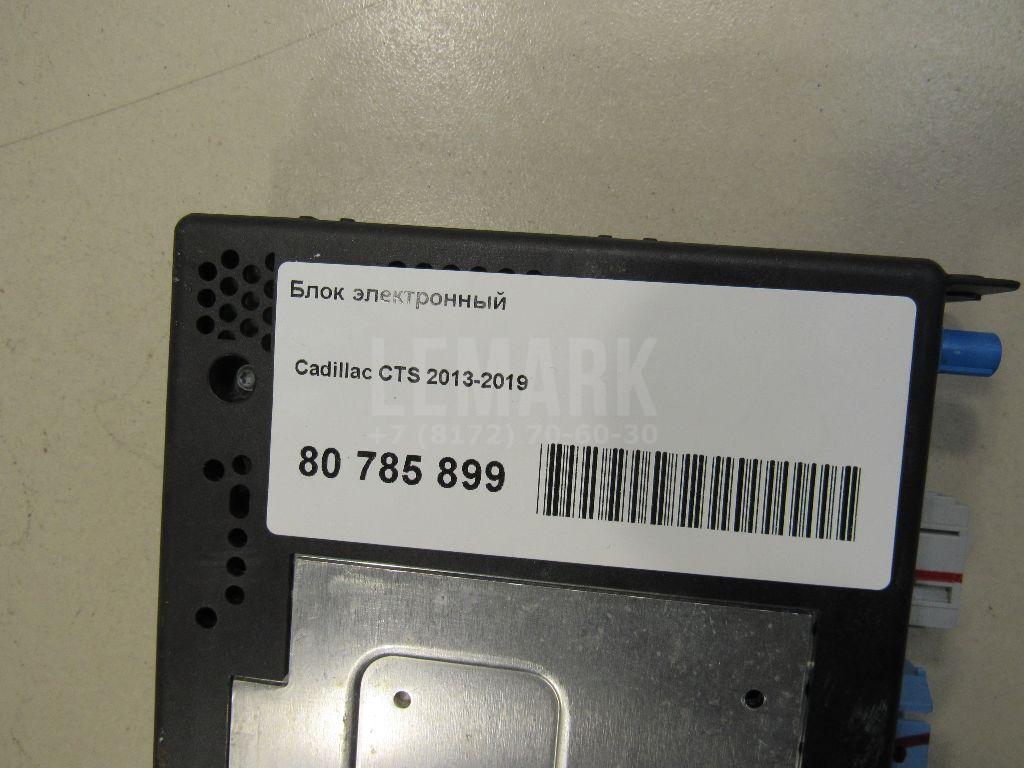 Блок электронный
Cadillac CTS 2013-2019
LEMARK
+7 (8172) 70-60-30
80 785 899